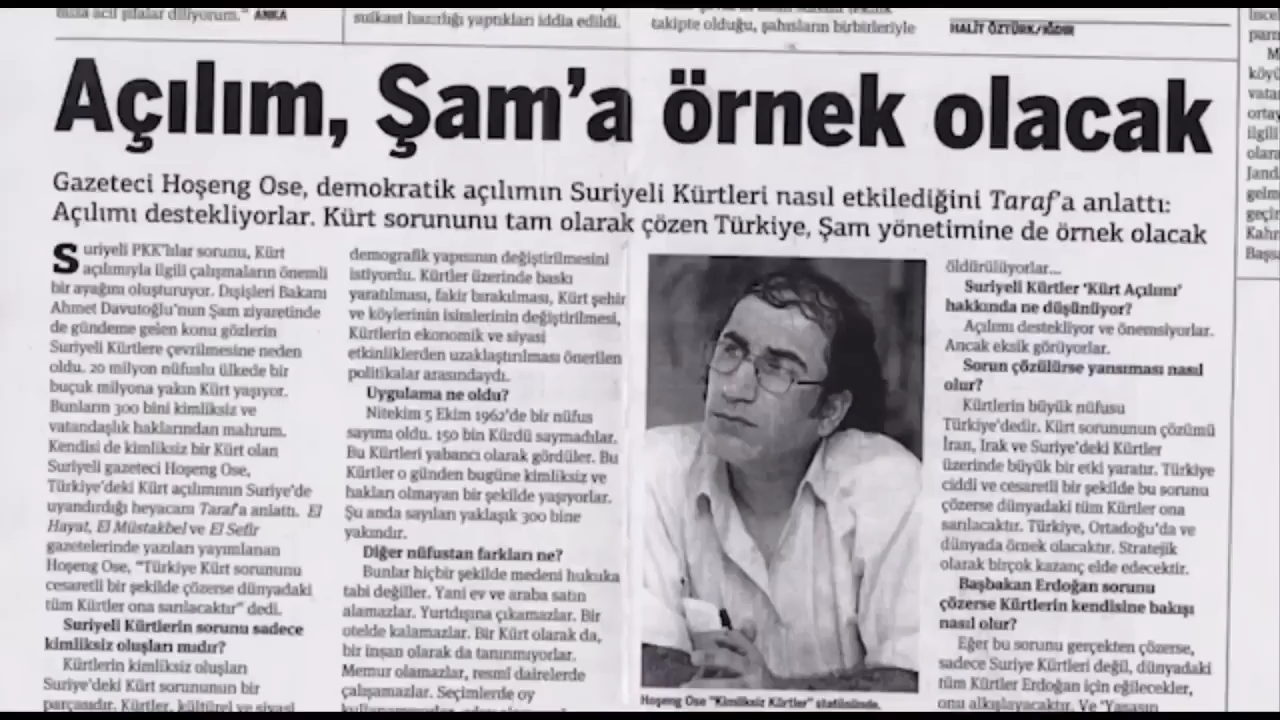 suikast hazırlığı yaptıkları iddia edildi.
takipte olduğu, şahısların birbirleriyle
HALİT ÖZTÜRK/IĞDIR
Açılım, Şam’a örnek olacak
Gazeteci Hoşeng Ose, demokratik açılımın Suriyeli Kürtleri nasıl etkilediğini Taraf’a anlattı:
Açılımı destekliyorlar. Kürt sorununu tam olarak çözen Türkiye, Şam yönetimine de örnek olacak
Suriyeli PKK’lılar sorunu, Kürt
açılımıyla ilgili çalışmaların önemli
bir ayağını oluşturuyor. Dışişleri Bakanı
Ahmet Davutoğlu’nun Şam ziyaretinde
de gündeme gelen konu gözlerin
Suriyeli Kürtlere çevrilmesine neden
oldu. 20 milyon nüfuslu ülkede bir
buçuk milyona yakın Kürt yaşıyor.
Bunların 300 bini kimliksiz ve
vatandaşlık haklarından mahrum.
Kendisi de kimliksiz bir Kürt olan
Suriyeli gazeteci Hoşeng Ose,
Türkiye’deki Kürt açılımının Suriye’de
uyandırdığı heyecanı Taraf’a anlattı. El
Hayat, El Müstakbel ve El Sefir
gazetelerinde yazıları yayımlanan
Hoşeng Ose, “Türkiye Kürt sorununu
cesaretli bir şekilde çözerse dünyadaki
tüm Kürtler ona sarılacaktır” dedi.
Suriyeli Kürtlerin sorunu sadece
kimliksiz oluşları mıdır?
Kürtlerin kimliksiz oluşları
Suriye’deki Kürt sorununun bir
parçasıdır. Kürtler, kültürel ve siyasi
demografik yapısının değiştirilmesini
istiyordu. Kürtler üzerinde baskı
yaratılması, fakir bırakılması, Kürt şehir
ve köylerinin isimlerinin değiştirilmesi,
Kürtlerin ekonomik ve siyasi
etkinliklerden uzaklaştırılması önerilen
politikalar arasındaydı.
Uygulama ne oldu?
Nitekim 5 Ekim 1962’de bir nüfus
sayımı oldu. 150 bin Kürdü saymadılar.
Bu Kürtleri yabancı olarak gördüler. Bu
Kürtler o günden bugüne kimliksiz ve
hakları olmayan bir şekilde yaşıyorlar.
Şu anda sayıları yaklaşık 300 bine
yakındır.
Diğer nüfustan farkları ne?
Bunlar hiçbir şekilde medeni hukuka
tabi değiller. Yani ev ve araba satın
alamazlar. Yurtdışına çıkamazlar. Bir
otelde kalamazlar. Bir Kürt olarak da,
bir insan olarak da tanınmıyorlar.
Memur olamazlar, resmî dairelerde
çalışamazlar. Seçimlerde oy
Hoşeng Ose “Kimliksiz Kürtler” statüsünde.
öldürülüyorlar...
Suriyeli Kürtler ‘Kürt Açılımı’
hakkında ne düşünüyor?
Açılımı destekliyor ve önemsiyorlar.
Ancak eksik görüyorlar.
Sorun çözülürse yansıması nasıl
olur?
Kürtlerin büyük nüfusu
Türkiye’dedir. Kürt sorununun çözümü
İran, Irak ve Suriye’deki Kürtler
üzerinde büyük bir etki yaratır. Türkiye
ciddi ve cesaretli bir şekilde bu sorunu
çözerse dünyadaki tüm Kürtler ona
sarılacaktır. Türkiye, Ortadoğu’da ve
dünyada örnek olacaktır. Stratejik
olarak birçok kazanç elde edecektir.
Başbakan Erdoğan sorunu
çözerse Kürtlerin kendisine bakışı
nasıl olur?
Eğer bu sorunu gerçekten çözerse,
sadece Suriye Kürtleri değil, dünyadaki
tüm Kürtler Erdoğan için eğilecekler,
onu alkışlayacaktır. Ve ‘Yaşasın